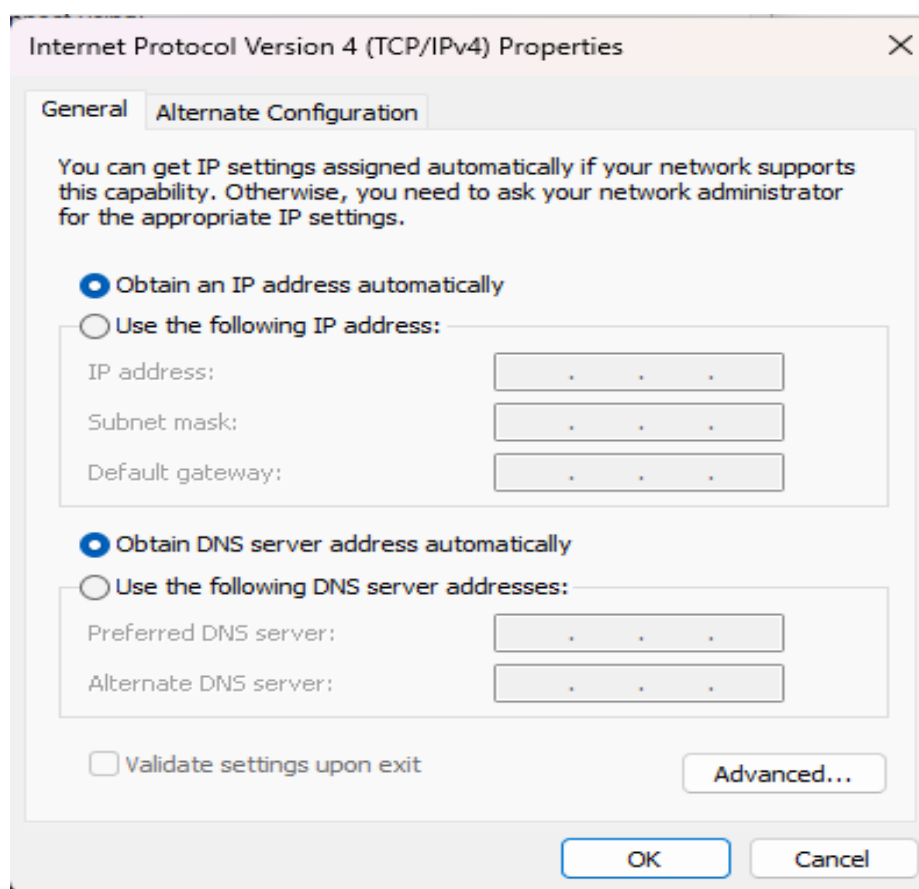 Internet Protocol Version 4 (TCP/IPv4) Properties
General
Alternate Configuration
You can get IP settings assigned automatically if your network supports
this capability. Otherwise, you need to ask your network administrator
for the appropriate IP settings.
Obtain an IP address automatically
Use the following IP address:
IP address:
Subnet mask:
Default gateway:
Obtain DNS server address automatically
Use the following DNS server addresses:
Preferred DNS server:
Alternate DNS server:
Validate settings upon exit
Advanced...
OK
Cancel